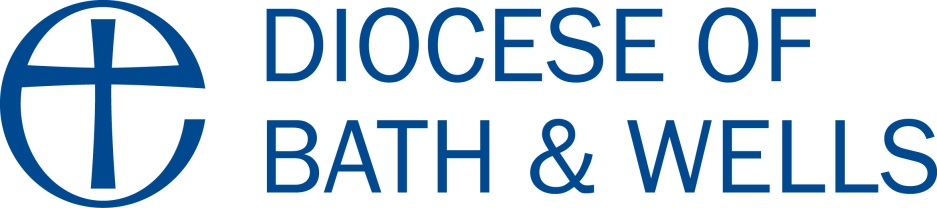 DIOCESE OF
BATH & WELLS